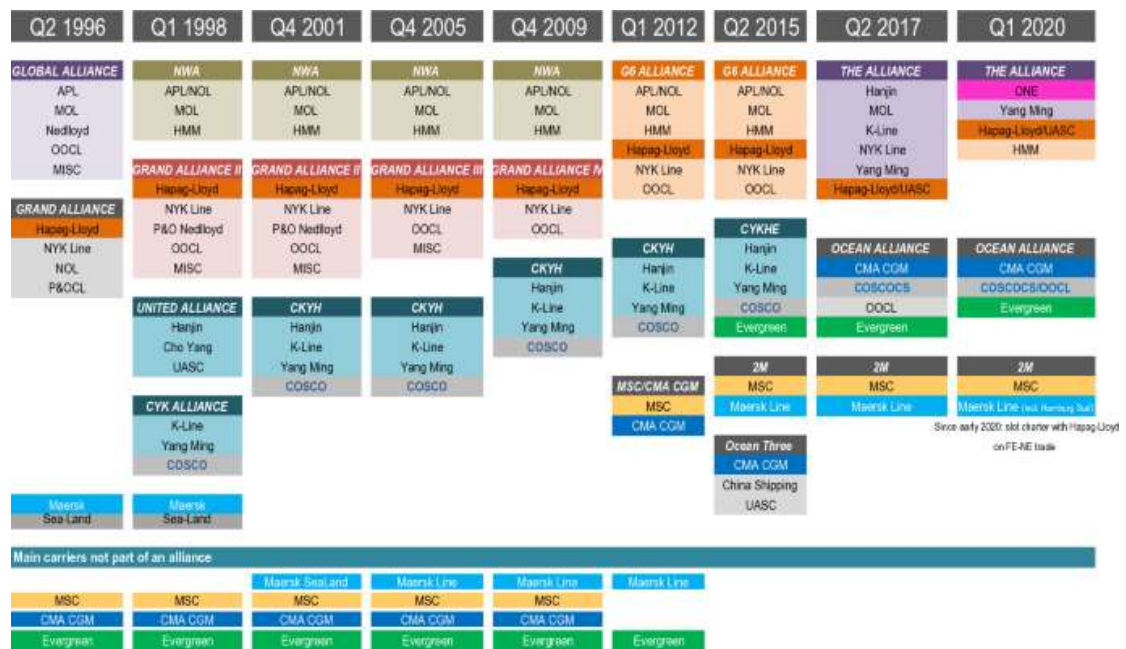 Q2 1996
Q1 1998
Q4 2001
Q4 2005
Q4 2009
Q1 2012
Q2 2015
Q2 2017
Q1 2020
GLOBAL ALLIANCE
APL
MOL
Nedlloyd
OOCL
MISC
GRAND ALLIANCE
Hapag-Lloyd
NYK Line
NOL
P&OCL
Maersk
Sea-Land
NWA
APL/NOL
MOL
HMM
GRAND ALLIANCE II
Hapag-Lloyd
NYK Line
P&O Nedlloyd
OOCL
MISC
UNITED ALLIANCE
Hanjin
Cho Yang
UASC
CYK ALLIANCE
K-Line
Yang Ming
COSCO
Maersk
Sea-Land
NWA
APL/NOL
MOL
HMM
GRAND ALLIANCE II
Hapag-Lloyd
NYK Line
P&O Nedlloyd
OOCL
MISC
CKYH
Hanjin
K-Line
Yang Ming
COSCO
NWA
APL/NOL
MOL
HMM
GRAND ALLIANCE III
Hapag-Lloyd
NYK Line
OOCL
MISC
CKYH
Hanjin
K-Line
Yang Ming
COSCO
NWA
APL/NOL
MOL
HMM
GRAND ALLIANCE IV
Hapag-Lloyd
NYK Line
OOCL
CKYH
Hanjin
K-Line
Yang Ming
COSCO
G6 ALLIANCE
APL/NOL
MOL
HMM
Hapag-Lloyd
NYK Line
OOCL
CKYH
Hanjin
K-Line
Yang Ming
COSCO
MSC/CMA CGM
MSC
CMA CGM
G6 ALLIANCE
APL/NOL
MOL
HMM
Hapag-Lloyd
NYK Line
OOCL
CYKHE
Hanjin
K-Line
Yang Ming
COSCO
Evergreen
2M
MSC
Maersk Line
Ocean Three
CMA CGM
China Shipping
UASC
THE ALLIANCE
Hanjin
MOL
K-Line
NYK Line
Yang Ming
Hapag-Lloyd/UASC
OCEAN ALLIANCE
CMA CGM
COSCOCS
OOCL
Evergreen
2M
MSC
Maersk Line
THE ALLIANCE
ONE
Yang Ming
Hapag-Lloyd/UASC
HMM
OCEAN ALLIANCE
CMA CGM
COSCOCS/OOCL
Evergreen
2M
MSC
Maersk Line (incl. Hamburg Sud)
Since early 2020: slot charter with Hapag-Lloyd
on FE-NE trade
Main carriers not part of an alliance
MSC
CMA CGM
Evergreen
MSC
CMA CGM
Evergreen
Maersk SeaLand
MSC
CMA CGM
Evergreen
Maersk Line
MSC
CMA CGM
Evergreen
Maersk Line
MSC
CMA CGM
Evergreen
Maersk Line
Evergreen